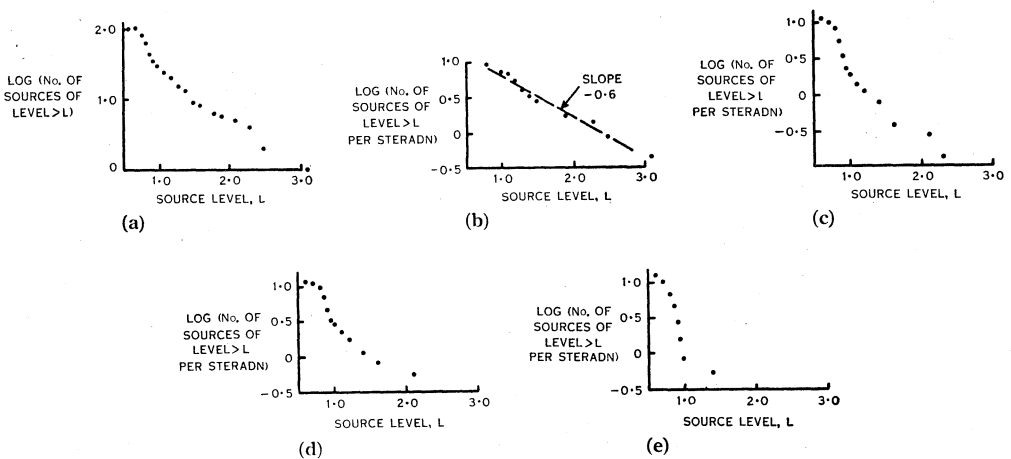 2·0
LOG (No. OF
SOURCES OF
LEVEL>L)
1·0
0
1·0 2·0 3·0
SOURCE LEVEL, L
(a)
1·0
LOG (No. OF
SOURCES OF
LEVEL>L
PER STERADN)
0·5
0
−0·5
SLOPE
−0·6
1·0 2·0 3·0
SOURCE LEVEL, L
(b)
1·0
LOG (No. OF
SOURCES OF
LEVEL>L
PER STERADN)
0·5
0
−0·5
1·0 2·0 3·0
SOURCE LEVEL, L
(c)
1·0
LOG (No. OF
SOURCES OF
LEVEL>L
PER STERADN)
0·5
0
−0·5
1·0 2·0 3·0
SOURCE LEVEL, L
(d)
1·0
LOG (No. OF
SOURCES OF
LEVEL>L
PER STERADN)
0·5
0
−0·5
1·0 2·0 3·0
SOURCE LEVEL, L
(e)